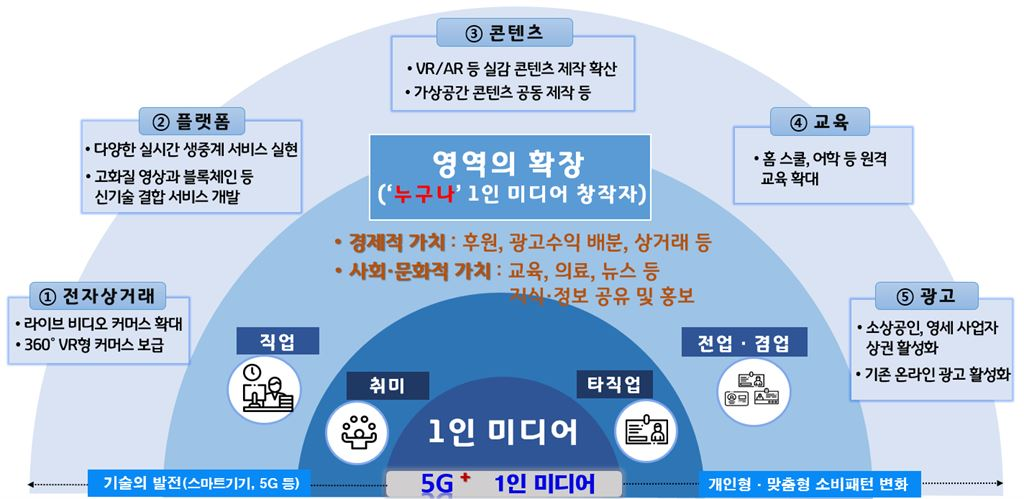 ③ 콘텐츠
• VR/AR 등 실감 콘텐츠 제작 확산
• 가상공간 콘텐츠 공동 제작 등
② 플랫폼
• 다양한 실시간 생중계 서비스 실현
• 고화질 영상과 블록체인 등
신기술 결합 서비스 개발
④ 교육
• 홈 스쿨, 어학 등 원격
교육 확대
영역의 확장
(‘누구나’ 1인 미디어 창작자)
• 경제적 가치 : 후원, 광고수익 배분, 상거래 등
• 사회·문화적 가치 : 교육, 의료, 뉴스 등
지식·정보 공유 및 홍보
① 전자상거래
• 라이브 비디오 커머스 확대
• 360˚ VR형 커머스 보급
⑤ 광고
• 소상공인, 영세 사업자
상권 활성화
• 기존 온라인 광고 활성화
직업
전업 · 겸업
취미
타직업
1인 미디어
기술의 발전(스마트기기, 5G 등)
5G + 1인 미디어
개인형 · 맞춤형 소비패턴 변화